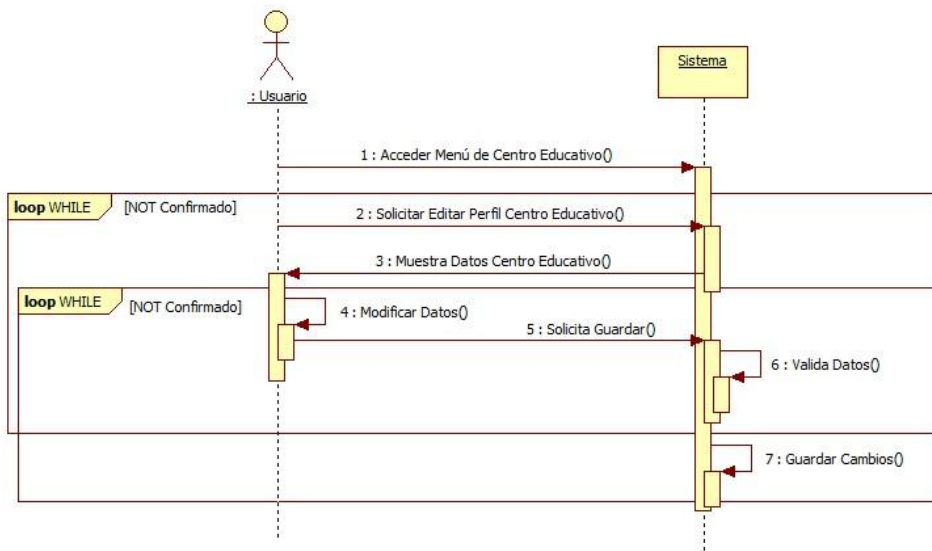 : Usuario
Sistema
1 : Acceder Menú de Centro Educativo()
loop WHILE [NOT Confirmado]
2 : Solicitar Editar Perfil Centro Educativo()
3 : Muestra Datos Centro Educativo()
loop WHILE [NOT Confirmado]
4 : Modificar Datos()
5 : Solicita Guardar()
6 : Valida Datos()
7 : Guardar Cambios()